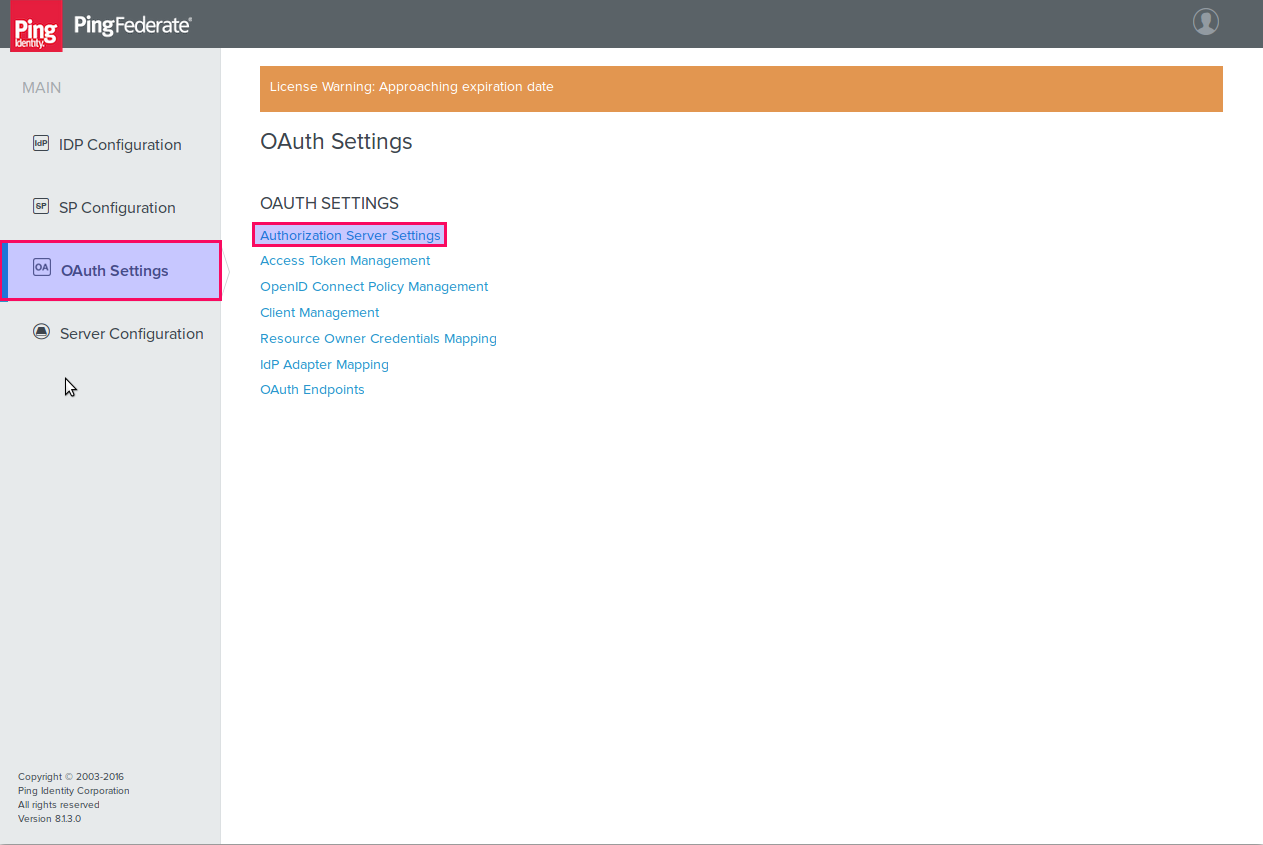 Ping
Identity.
PingFederate®
MAIN
IdP
IDP Configuration
SP
SP Configuration
OA
OAuth Settings
Server Configuration
Copyright © 2003-2016
Ping Identity Corporation
All rights reserved
Version 8.1.3.0
License Warning: Approaching expiration date
OAuth Settings
OAUTH SETTINGS
Authorization Server Settings
Access Token Management
OpenID Connect Policy Management
Client Management
Resource Owner Credentials Mapping
IdP Adapter Mapping
OAuth Endpoints